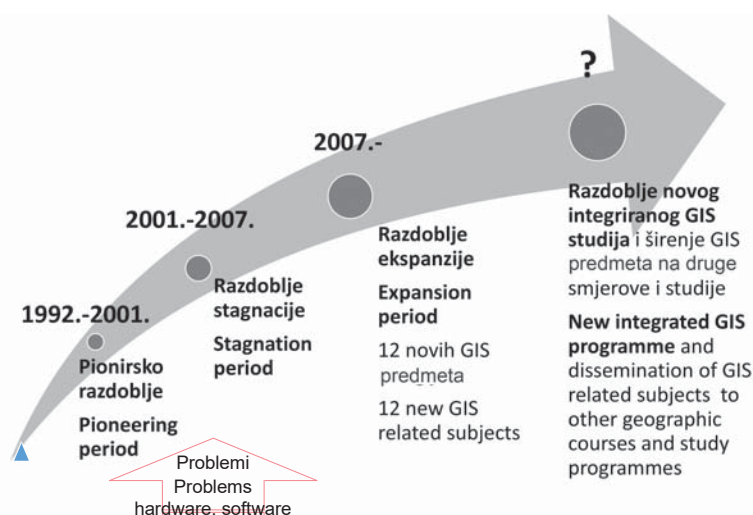 1992.-2001.
Pionirsko
razdoblje
Pioneering
period
2001.-2007.
Razdoblje
stagnacije
Stagnation
period
Problemi
Problems
hardware, software
2007.-
Razdoblje
ekspanzije
Expansion
period
12 novih GIS
predmeta
12 new GIS
related subjects
?
Razdoblje novog
integriranog GIS
studija i širenje GIS
predmeta na druge
smjerove i studije
New integrated GIS
programme and
dissemination of GIS
related subjects to
other geographic
courses and study
programmes